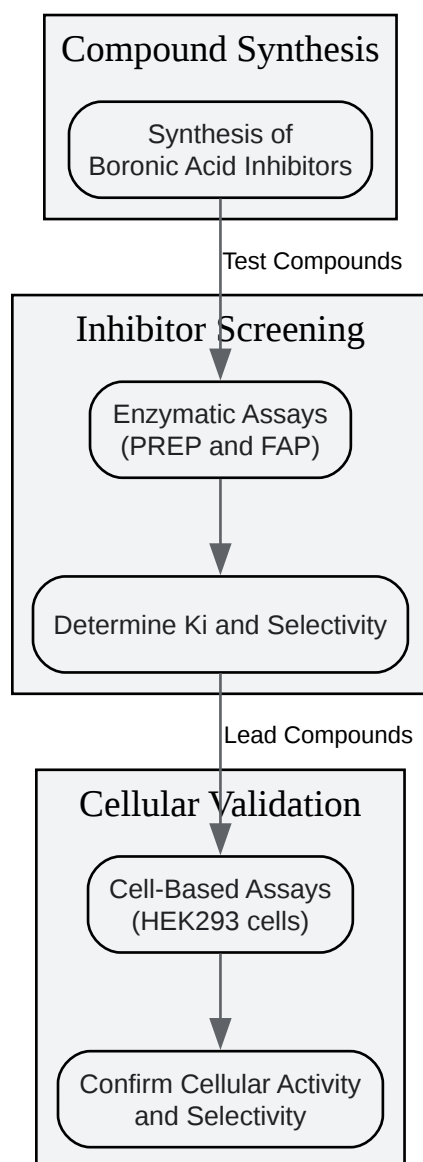 Compound Synthesis
Synthesis of
Boronic Acid Inhibitors
Test Compounds
Inhibitor Screening
Enzymatic Assays
(PREP and FAP)
Determine Ki and Selectivity
Lead Compounds
Cellular Validation
Cell-Based Assays
(HEK293 cells)
Confirm Cellular Activity
and Selectivity